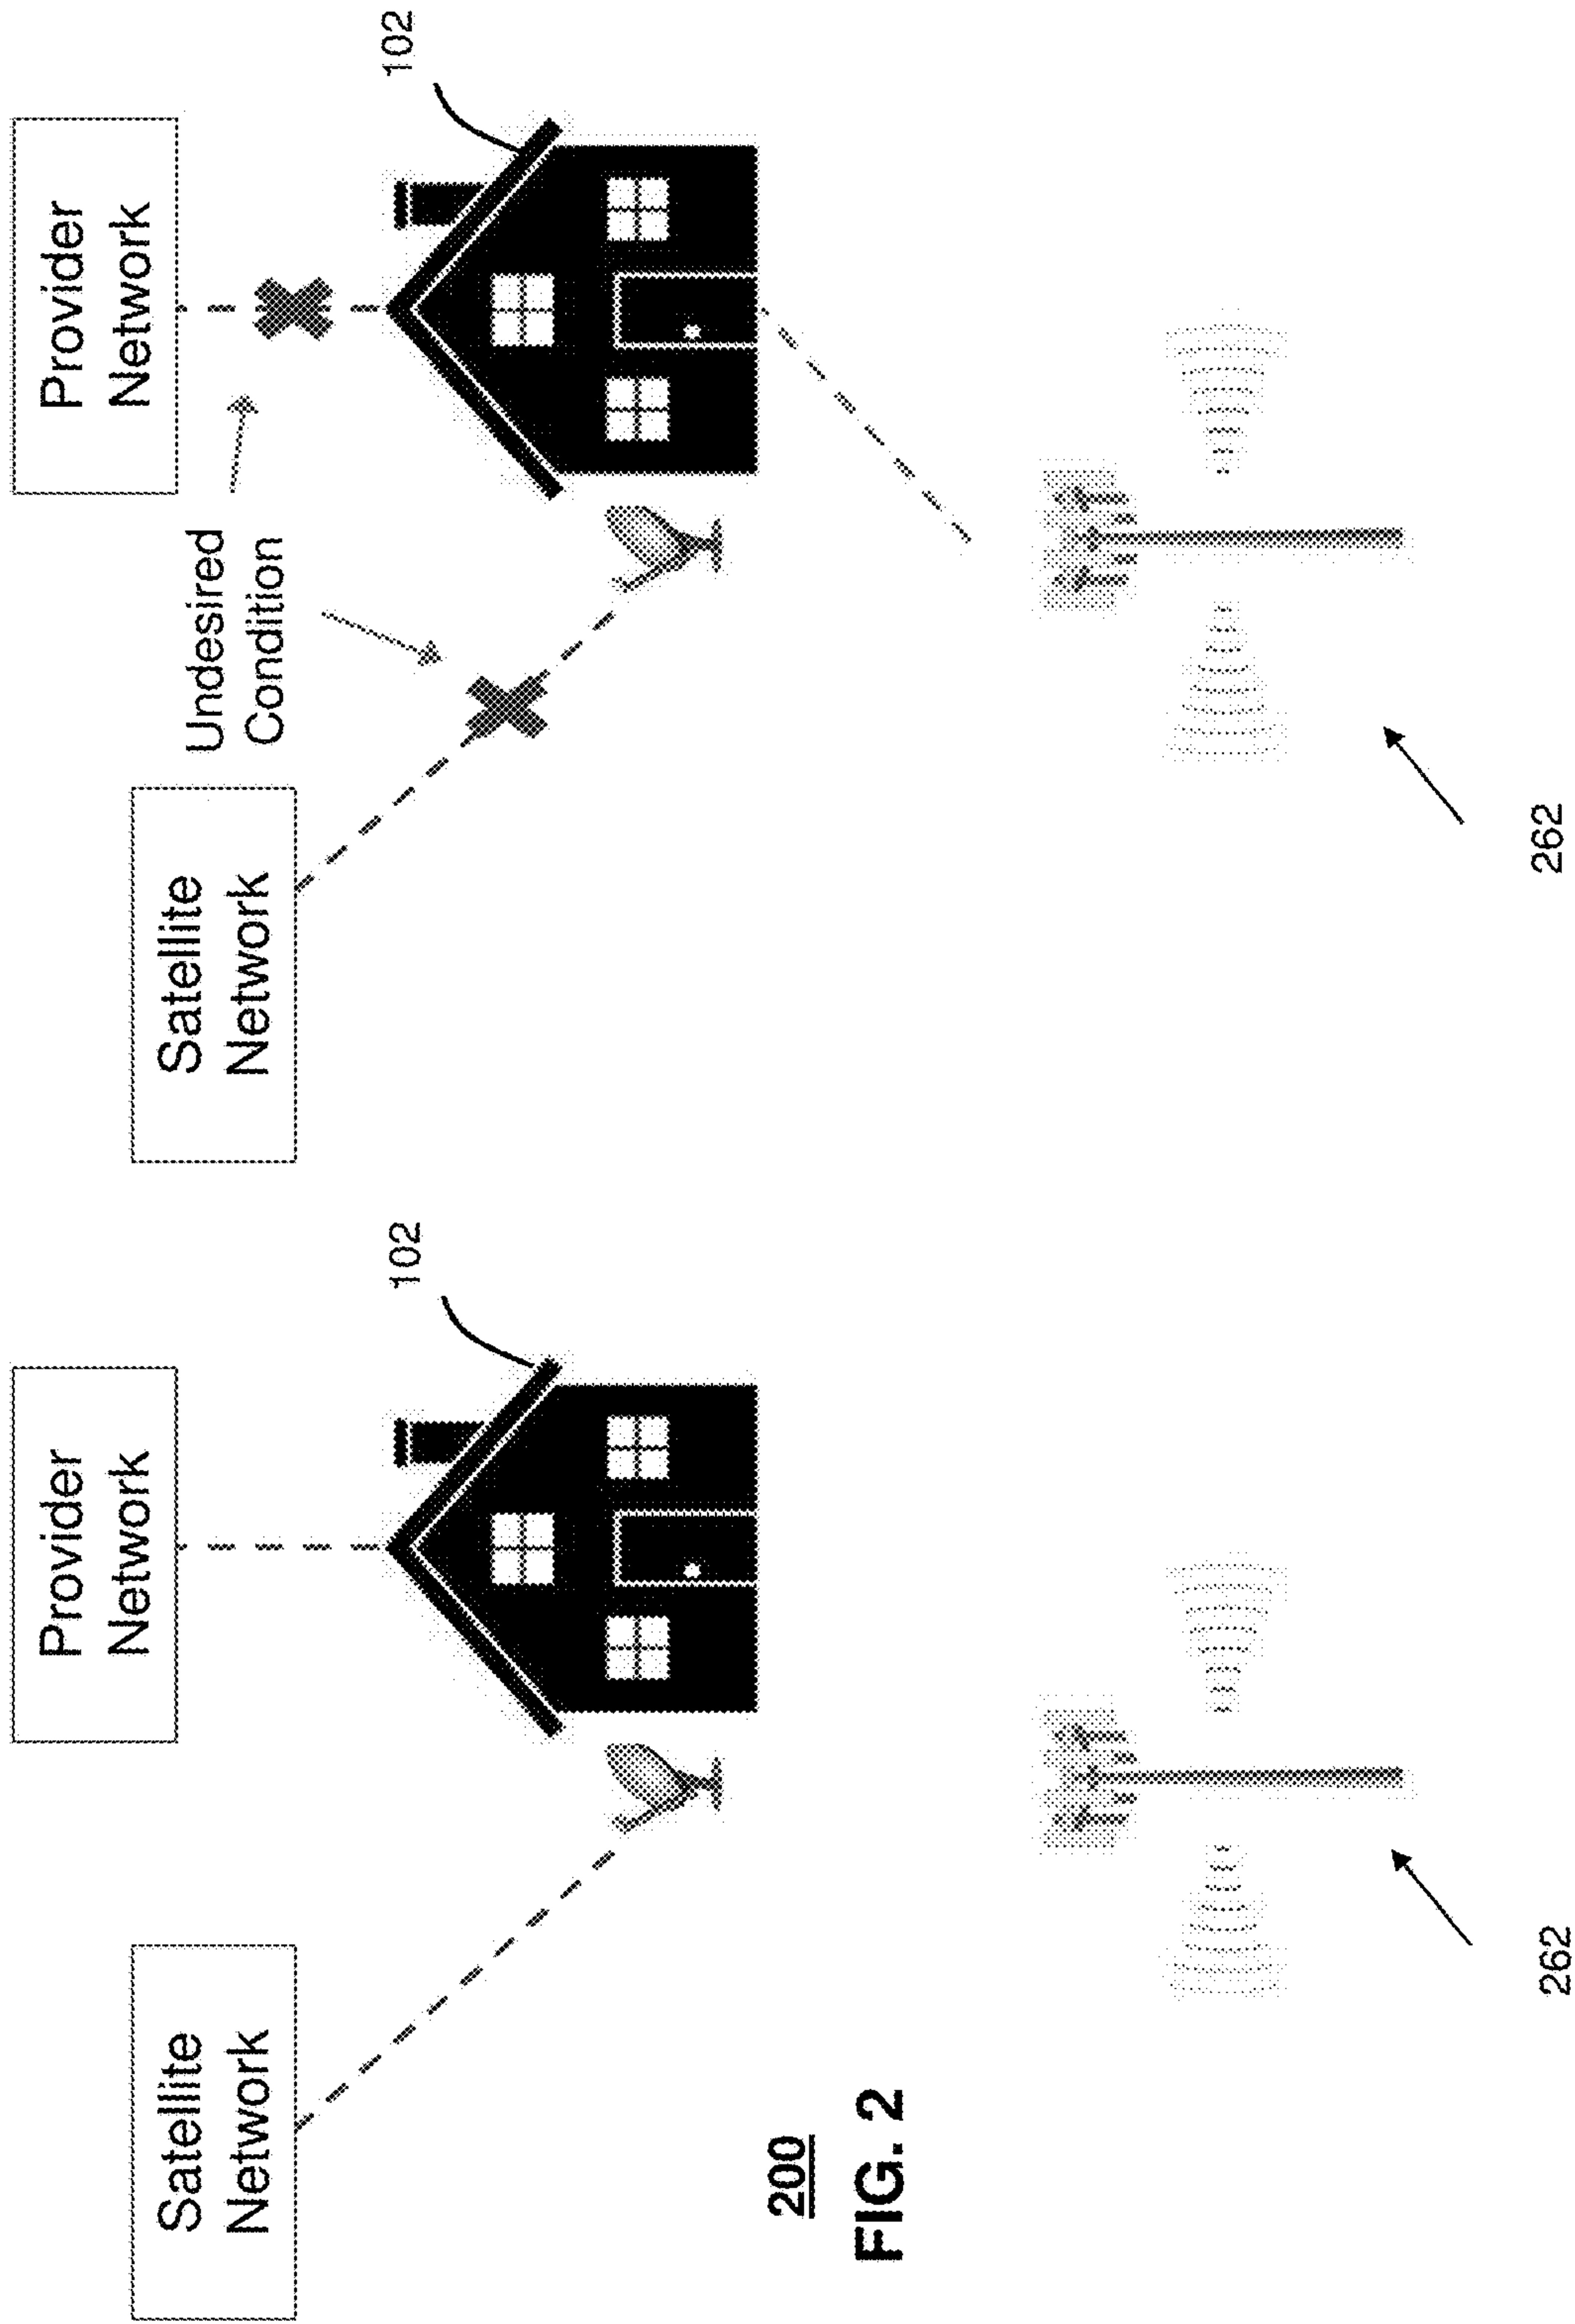 Satellite
Network
Provider
Network
102
262
Satellite
Network
Undesired
Condition
Provider
Network
102
262
200
FIG. 2